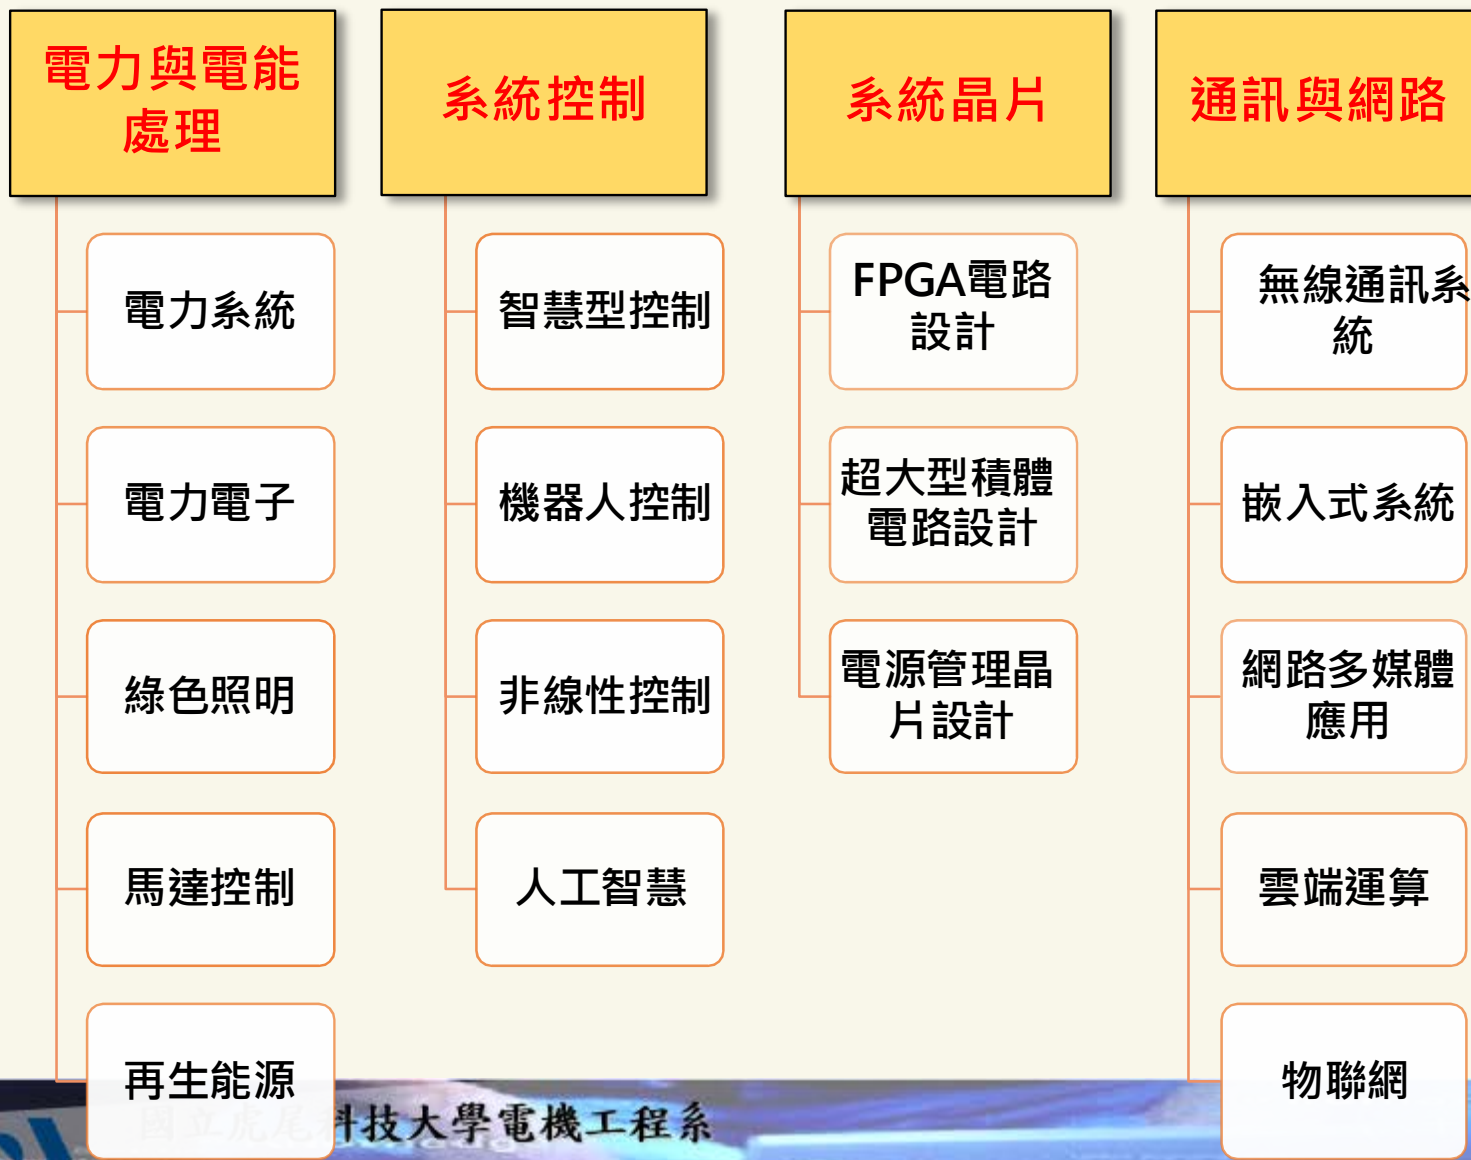 電力與電能
處理
電力系統
電力電子
綠色照明
馬達控制
再生能源
系統控制
智慧型控制
機器人控制
非線性控制
人工智慧
系統晶片
FPGA電路
設計
超大型積體
電路設計
電源管理晶
片設計
通訊與網路
無線通訊系
統
嵌入式系統
網路多媒體
應用
雲端運算
物聯網
國立虎尾科技大學電機工程系